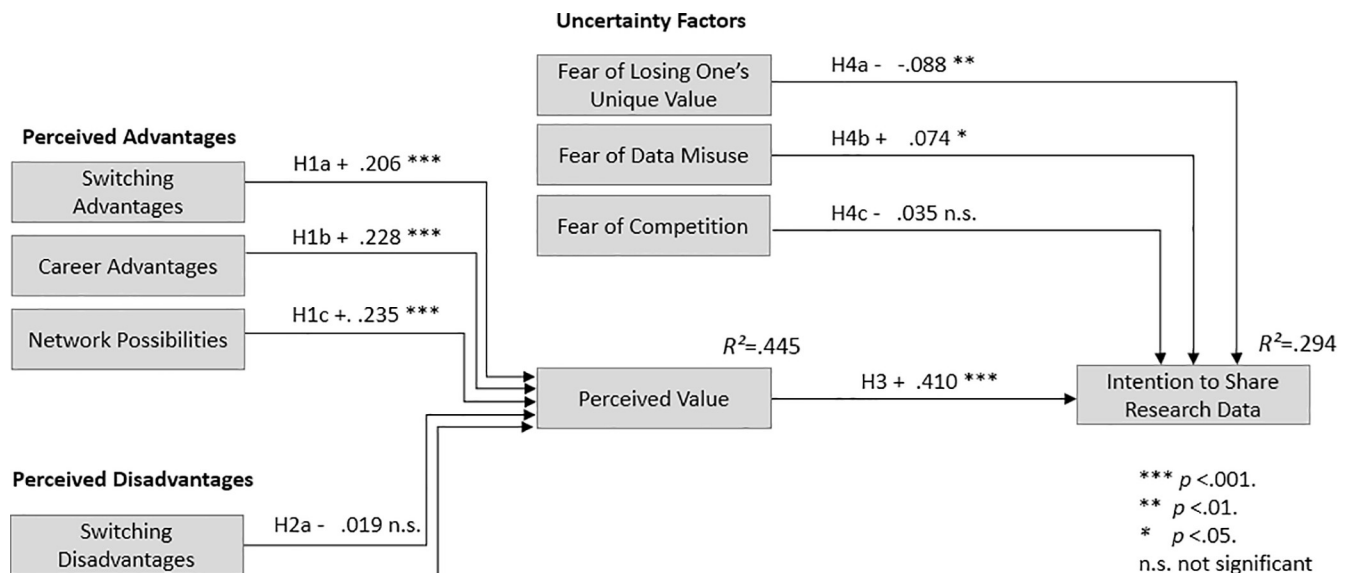 Uncertainty Factors
Fear of Losing One's
Unique Value
H4a - -.088 **
Perceived Advantages
Fear of Data Misuse
H4b + .074 *
Switching
Advantages
H1a + .206 ***
Fear of Competition
H4c - .035 n.s.
Career Advantages
H1b + .228 ***
Network Possibilities
H1c +. .235 ***
R²=.445
R²=.294
Perceived Value
H3 + .410 ***
Intention to Share
Research Data
Perceived Disadvantages
Switching
Disadvantages
H2a - .019 n.s.
*** p <.001.
** p <.01.
* p <.05.
n.s. not significant